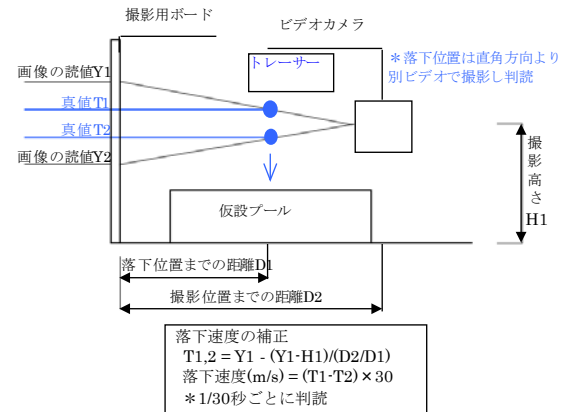 撮影用ボード
ビデオカメラ
トレーサー
＊落下位置は直角方向より
別ビデオで撮影し判読
画像の読値Y1
真値T1
真値T2
画像の読値Y2
撮影高さ
H1
仮設プール
落下位置までの距離D1
撮影位置までの距離D2
落下速度の補正
T1,2 = Y1 - (Y1-H1)/(D2/D1)
落下速度(m/s) = (T1-T2) × 30
＊1/30秒ごとに判読